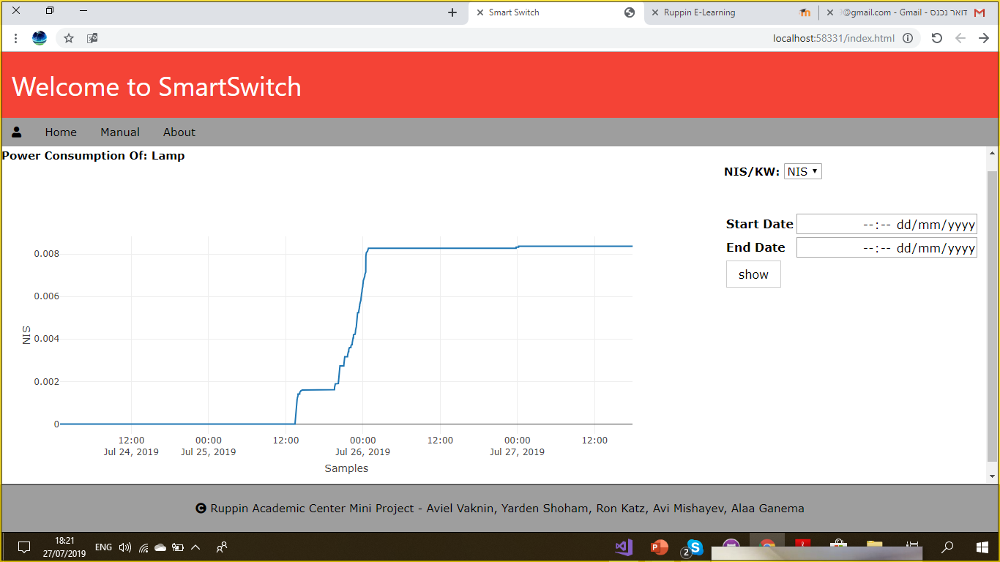 Smart Switch
Ruppin E-Learning
@gmail.com - Gmail - דואר נכנס
localhost:58331/index.html
Welcome to SmartSwitch
Home Manual About
Power Consumption Of: Lamp
NIS/KW: NIS
Start Date --:-- dd/mm/yyyy
End Date --:-- dd/mm/yyyy
show
0.008
0.006
0.004
0.002
0
NIS
12:00 00:00 12:00 00:00 12:00 00:00 12:00
Jul 24, 2019 Jul 25, 2019 Jul 26, 2019 Jul 27, 2019
Samples
Ruppin Academic Center Mini Project - Aviel Vaknin, Yarden Shoham, Ron Katz, Avi Mishayev, Alaa Ganema
18:21
27/07/2019
ENG
2